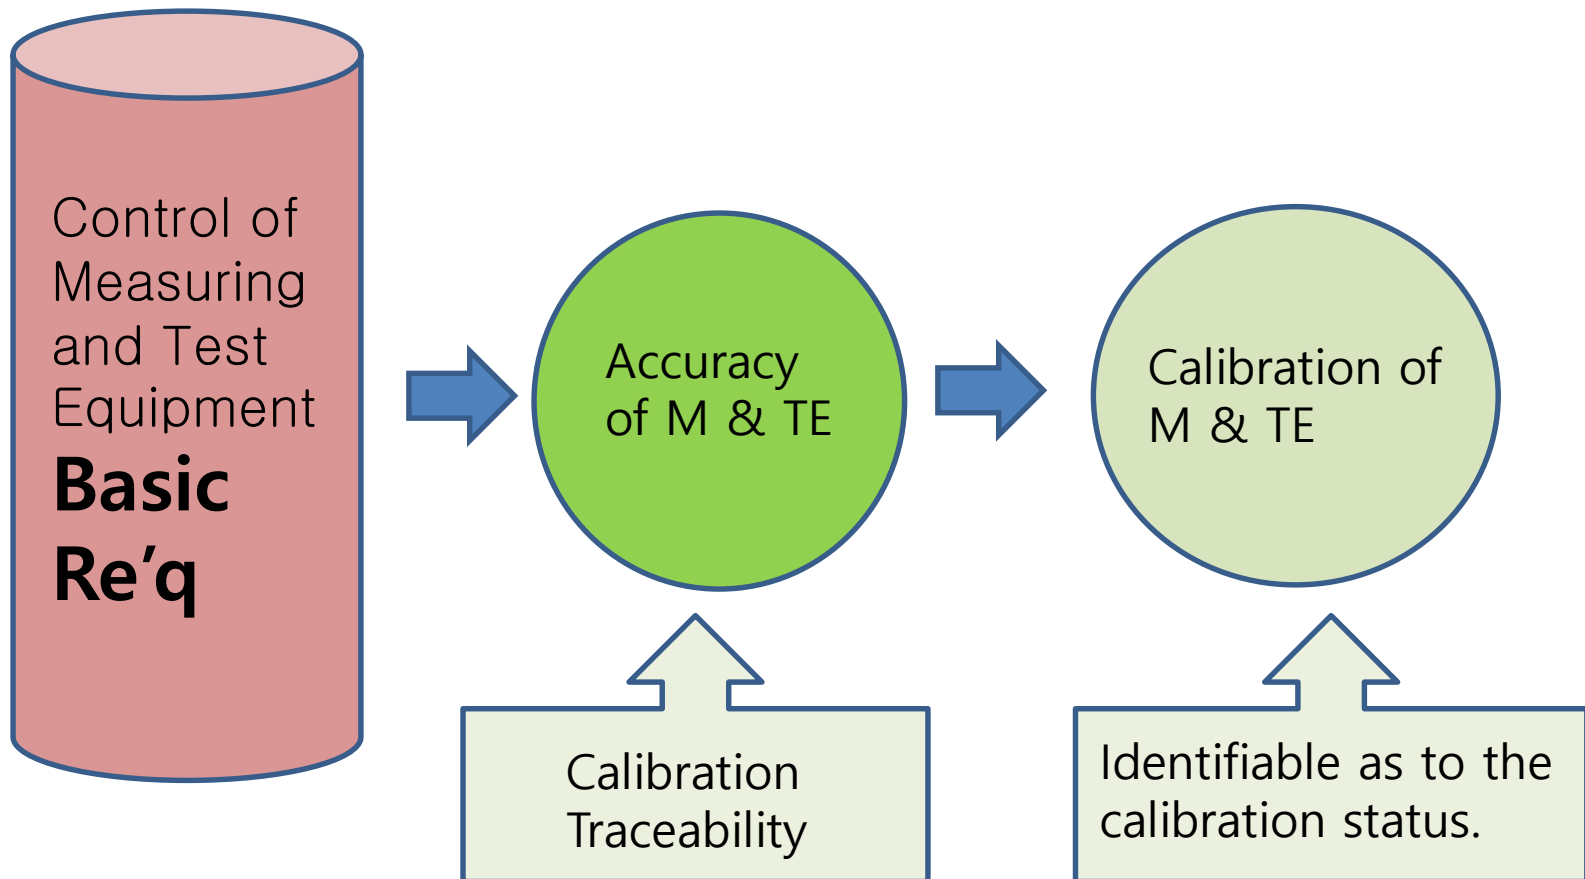 Control of
Measuring
and Test
Equipment
Basic
Re’q
Accuracy
of M & TE
Calibration of
M & TE
Calibration
Traceability
Identifiable as to the
calibration status.